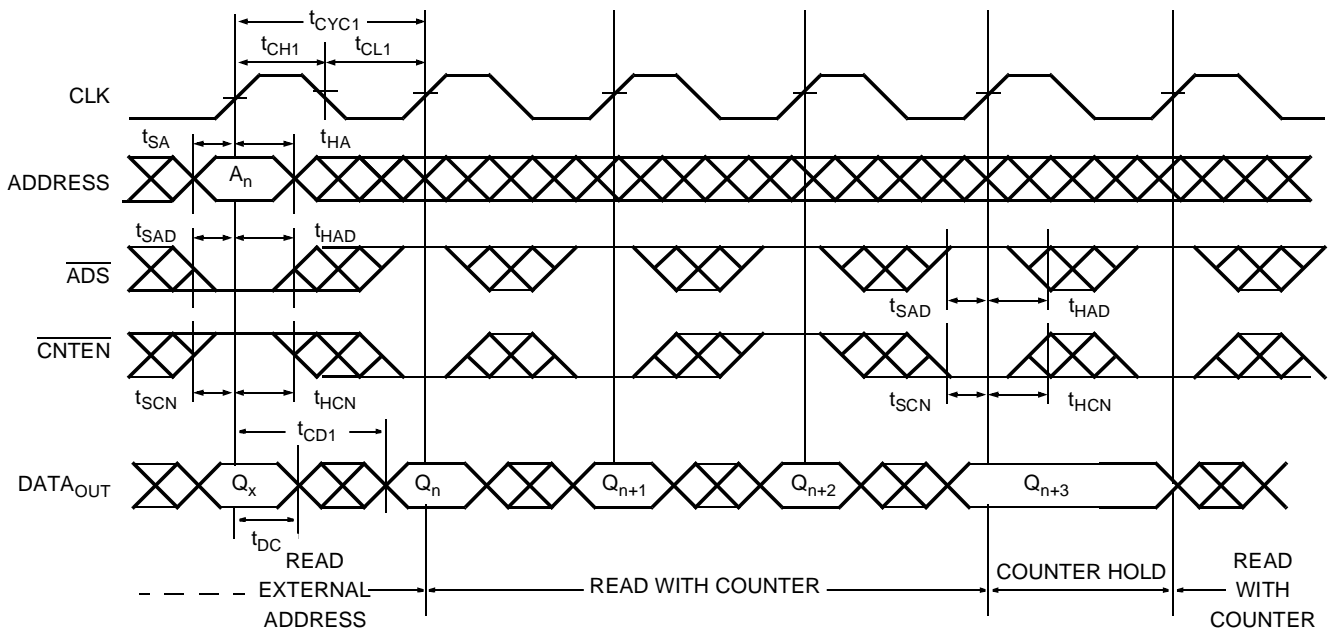 tCYC1
tCH1
tCL1
CLK
tSA
tHA
ADDRESS
An
tSAD
tHAD
ADS
tSAD
tHAD
CNTEN
tSCN
tHCN
tSCN
tHCN
tCD1
DATAOUT
Qx
Qn
Qn+1
Qn+2
Qn+3
tDC
READ
EXTERNAL
ADDRESS
READ WITH COUNTER
COUNTER HOLD
READ
WITH
COUNTER